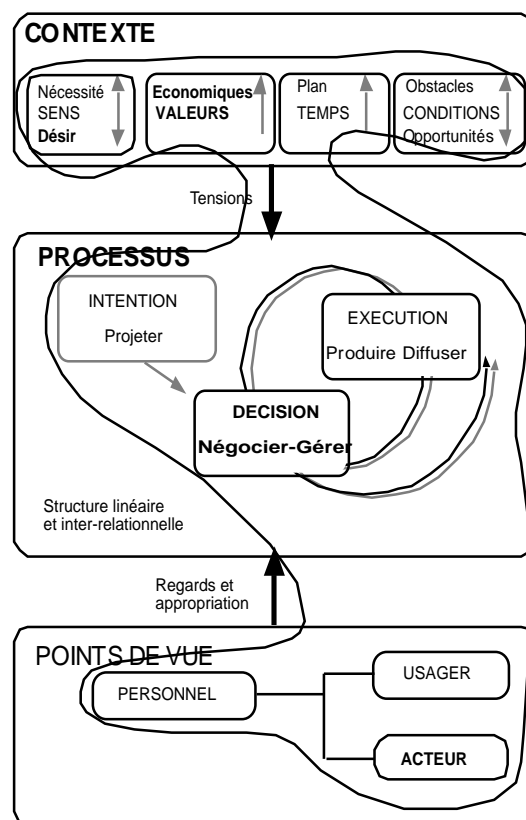 CONTEXTE
Nécessité
SENS
Désir
Economiques
VALEURS
Plan
TEMPS
Obstacles
CONDITIONS
Opportunités
Tensions
PROCESSUS
INTENTION
Projeter
EXECUTION
Produire Diffuser
DECISION
Négocier-Gérer
Structure linéaire
et inter-relationnelle
Regards et
appropriation
POINTS DE VUE
PERSONNEL
USAGER
ACTEUR